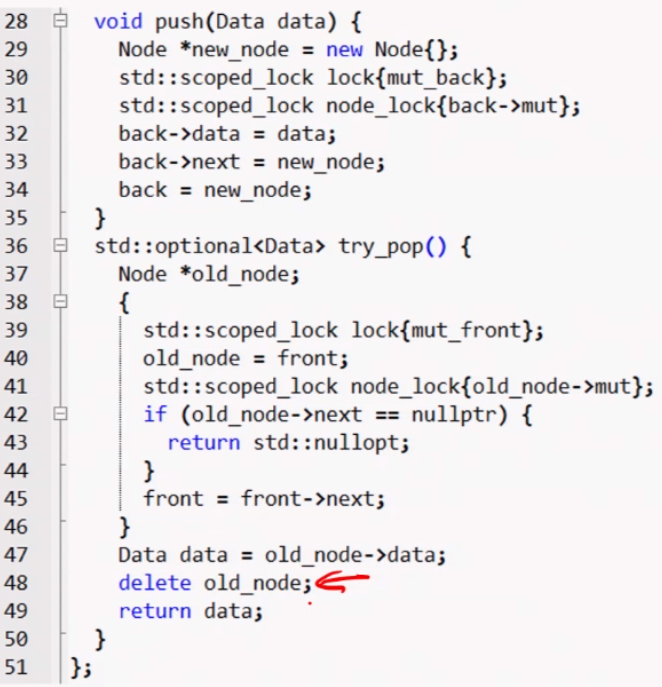 28 void push(Data data) {
29 Node *new_node = new Node{};
30 std::scoped_lock lock{mut_back};
31 std::scoped_lock node_lock{back->mut};
32 back->data = data;
33 back->next = new_node;
34 back = new_node;
35 }
36 std::optional<Data> try_pop() {
37 Node *old_node;
38 {
39 std::scoped_lock lock{mut_front};
40 old_node = front;
41 std::scoped_lock node_lock{old_node->mut};
42 if (old_node->next == nullptr) {
43 return std::nullopt;
44 }
45 front = front->next;
46 }
47 Data data = old_node->data;
48 delete old_node;
49 return data;
50 }
51 };